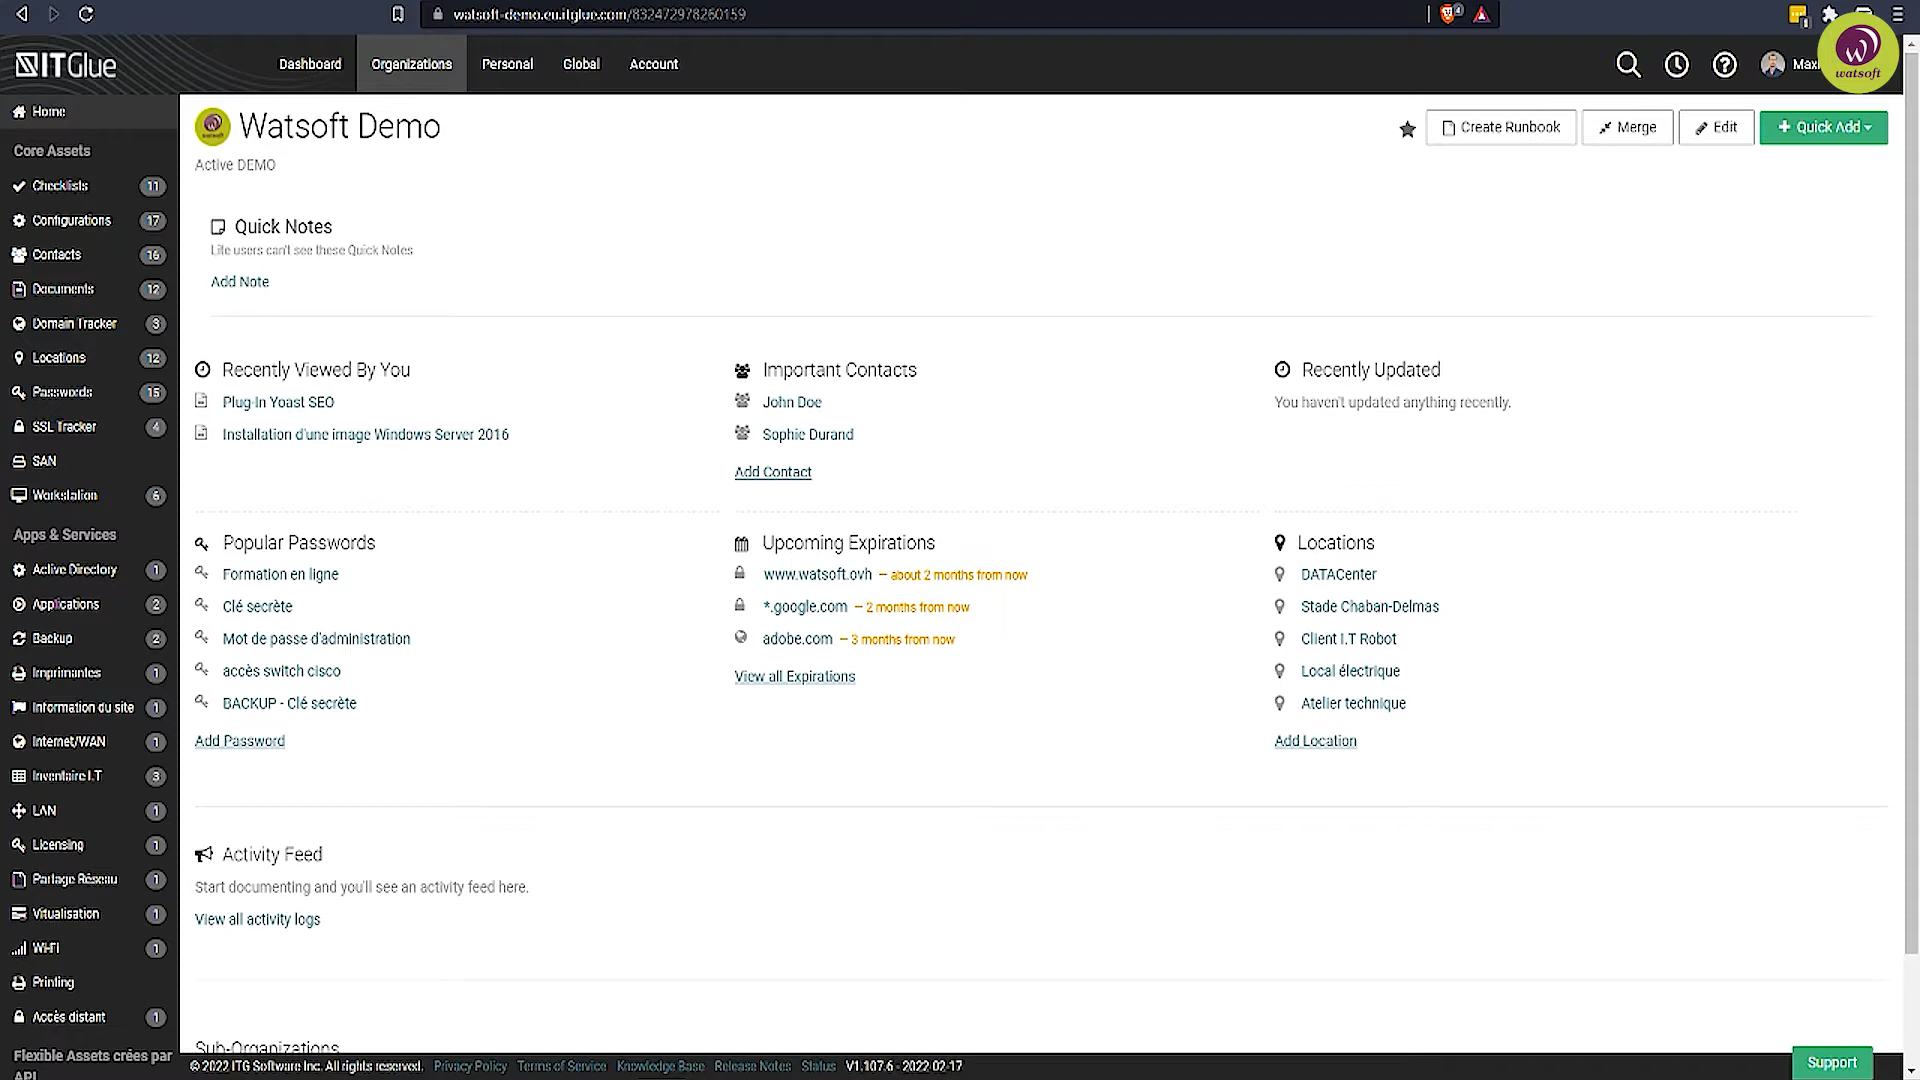 watsoft-demo.eu.itglue.com/832472978260159
ITGlue
Dashboard
Organizations
Personal
Global
Account
watsoft
Home
Core Assets
Checklists 11
Configurations 17
Contacts 16
Documents 12
Domain Tracker 3
Locations 12
Passwords 15
SSL Tracker 4
SAN
Workstation 6
Apps & Services
Active Directory 1
Applications 2
Backup 2
Imprimantes 1
Information du site 1
Internet/WAN 1
Inventaire I.T 3
LAN 1
Licensing 1
Partage Réseau 1
Vitualisation 1
Wi-Fi 1
Printing
Accès distant 1
Flexible Assets crées par
API
Watsoft Demo
Active DEMO
Create Runbook
Merge
Edit
Quick Add
Quick Notes
Lite users can't see these Quick Notes
Add Note
Recently Viewed By You
Plug-In Yoast SEO
Installation d'une image Windows Server 2016
Important Contacts
John Doe
Sophie Durand
Add Contact
Recently Updated
You haven't updated anything recently.
Popular Passwords
Formation en ligne
Clé secrète
Mot de passe d'administration
accès switch cisco
BACKUP - Clé secrète
Add Password
Upcoming Expirations
www.watsoft.ovh – about 2 months from now
*.google.com – 2 months from now
adobe.com – 3 months from now
View all Expirations
Locations
DATACenter
Stade Chaban-Delmas
Client I.T Robot
Local électrique
Atelier technique
Add Location
Activity Feed
Start documenting and you'll see an activity feed here.
View all activity logs
Sub-Organizations
© 2022 ITG Software Inc. All rights reserved. Privacy Policy Terms of Service Knowledge Base Release Notes Status V1.107.6 - 2022-02-17
Support